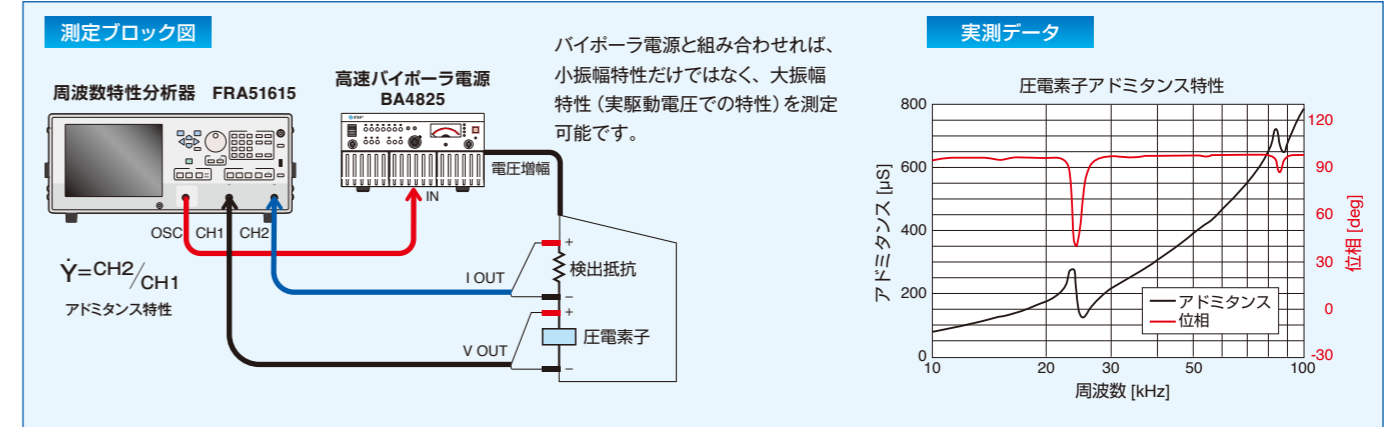 測定ブロック図
周波数特性分析器 FRA51615
高速バイポーラ電源
BA4825
バイポーラ電源と組み合わせれば、
小振幅特性だけではなく、大振幅
特性（実駆動電圧での特性）を測定
可能です。
電圧増幅
IN
OSC
CH1
CH2
Ẏ=CH2/CH1
アドミタンス特性
I OUT
+
検出抵抗
−
V OUT
+
圧電素子
−
実測データ
圧電素子アドミタンス特性
アドミタンス [μS]
800
600
400
200
0
120
90
60
30
0
-30
位相 [deg]
アドミタンス
位相
10
20
30
50
100
周波数 [kHz]